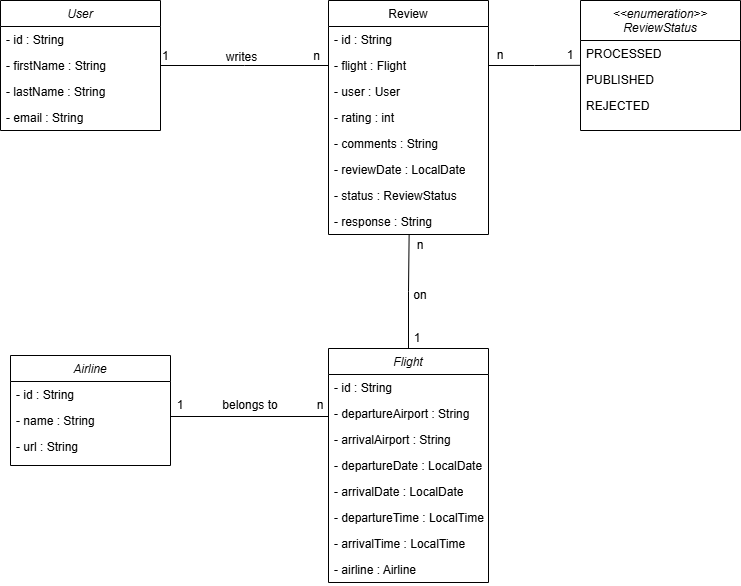 User
- id : String
- firstName : String
- lastName : String
- email : String
1
writes
n
Review
- id : String
- flight : Flight
- user : User
- rating : int
- comments : String
- reviewDate : LocalDate
- status : ReviewStatus
- response : String
n
1
<<enumeration>>
ReviewStatus
PROCESSED
PUBLISHED
REJECTED
n
on
1
Airline
- id : String
- name : String
- url : String
1
belongs to
n
Flight
- id : String
- departureAirport : String
- arrivalAirport : String
- departureDate : LocalDate
- arrivalDate : LocalDate
- departureTime : LocalTime
- arrivalTime : LocalTime
- airline : Airline